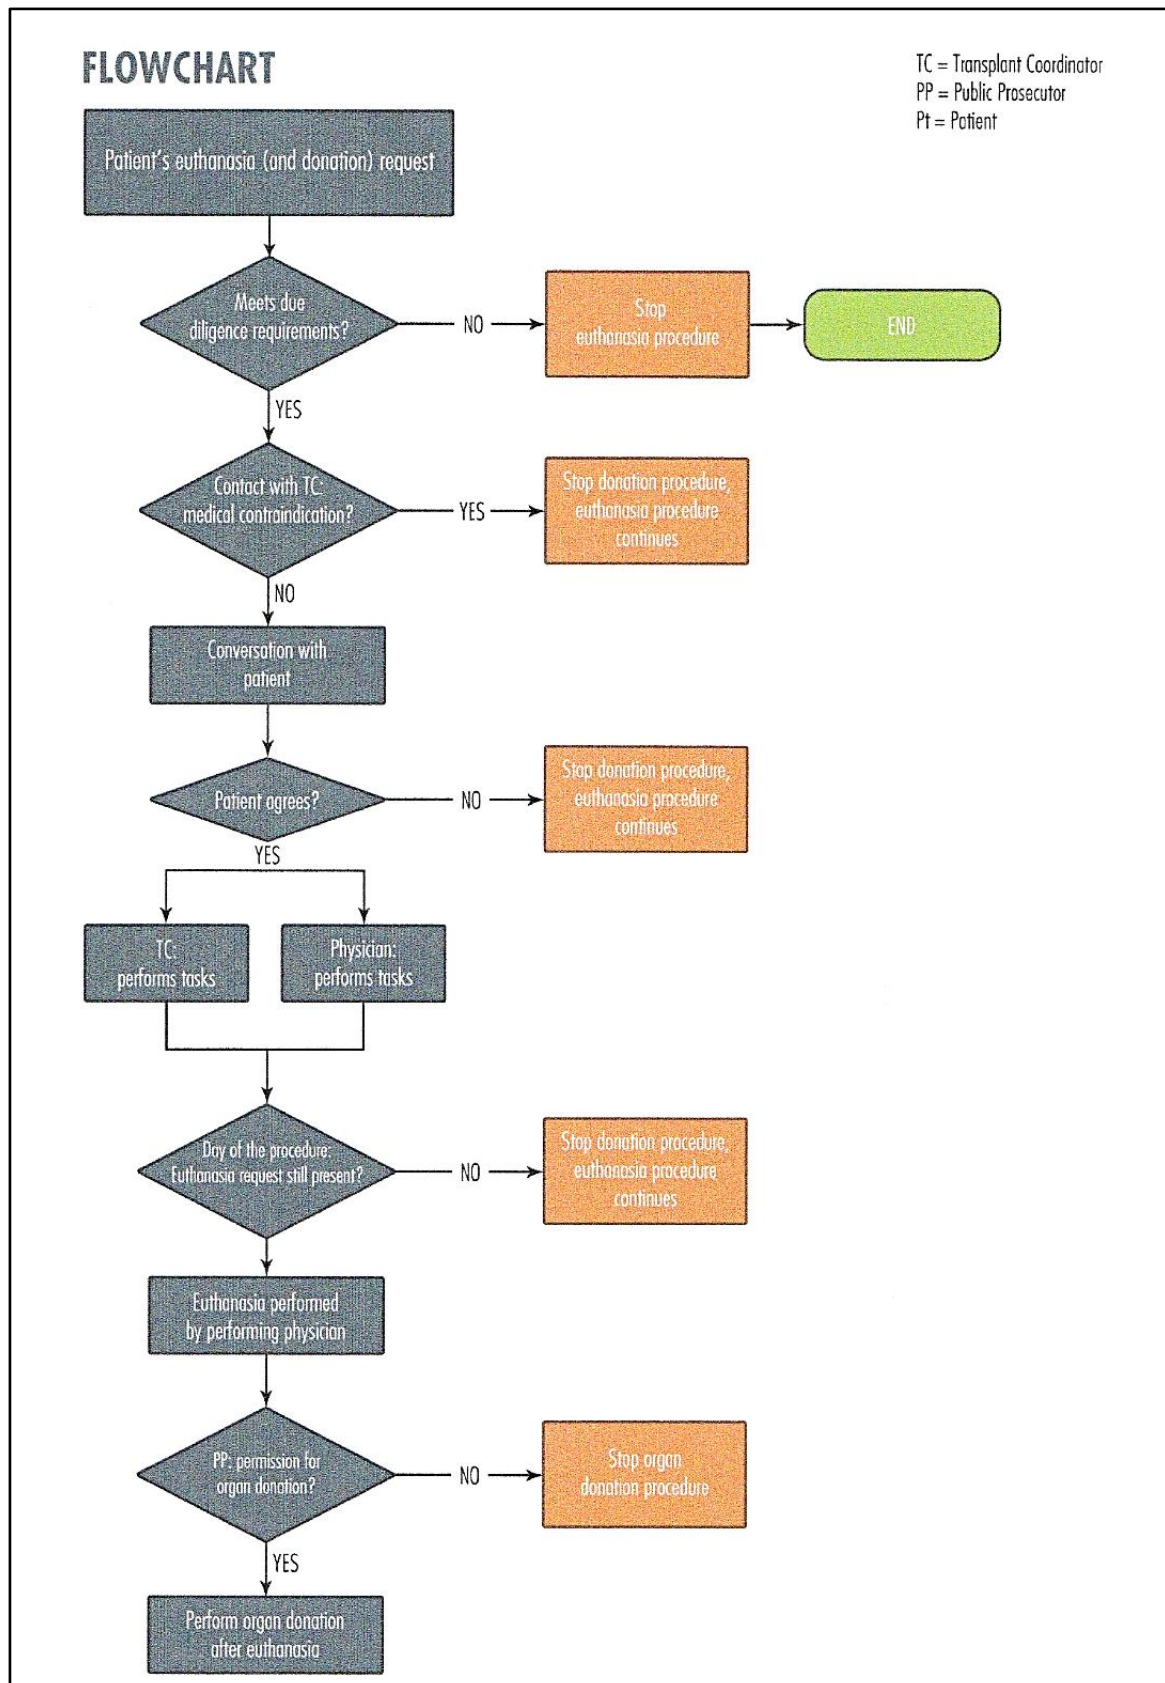 FLOWCHART
TC = Transplant Coordinator
PP = Public Prosecutor
Pt = Patient
Patient's euthanasia (and donation) request
Meets due
diligence requirements?
NO
Stop
euthanasia procedure
END
YES
Contact with TC:
medical contraindication?
YES
Stop donation procedure,
euthanasia procedure
continues
NO
Conversation with
patient
Patient agrees?
NO
Stop donation procedure,
euthanasia procedure
continues
YES
TC:
performs tasks
Physician:
performs tasks
Day of the procedure:
Euthanasia request still present?
NO
Stop donation procedure,
euthanasia procedure
continues
Euthanasia performed
by performing physician
PP: permission for
organ donation?
NO
Stop organ
donation procedure
YES
Perform organ donation
after euthanasia